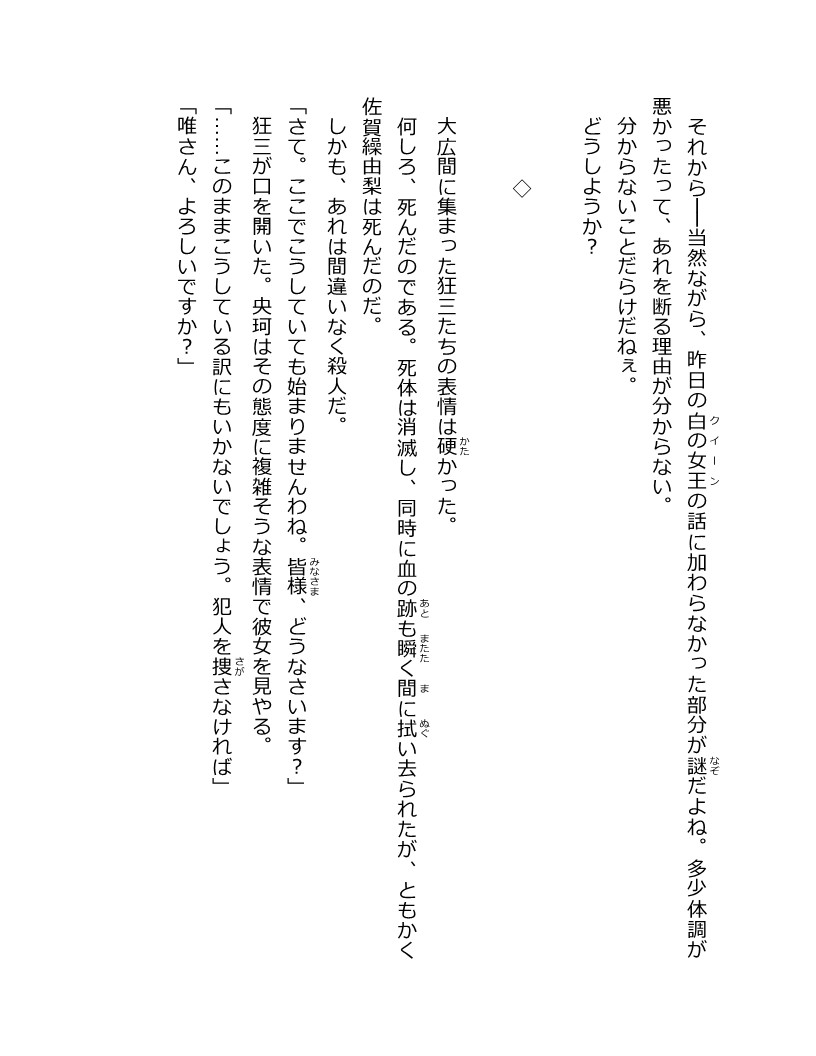 それから――当然ながら、昨日の白の女王の話に加わらなかった部分が謎だよね。多少体調が
悪かったって、あれを断る理由が分からない。
分からないことだらけだねぇ。
どうしようか？
◇
大広間に集まった狂三たちの表情は硬かった。
何しろ、死んだのである。死体は消滅し、同時に血の跡も瞬く間に拭い去られたが、ともかく
佐賀繰由梨は死んだのだ。
しかも、あれは間違いなく殺人だ。
「さて。ここでこうしていても始まりませんわね。皆様、どうなさいます？」
狂三が口を開いた。央珂はその態度に複雑そうな表情で彼女を見やる。
「……このままこうしている訳にもいかないでしょう。犯人を捜さなければ」
「唯さん、よろしいですか？」
クイーン
なぞ
かた
あと
またた
ま
ぬぐ
みなさま
さが